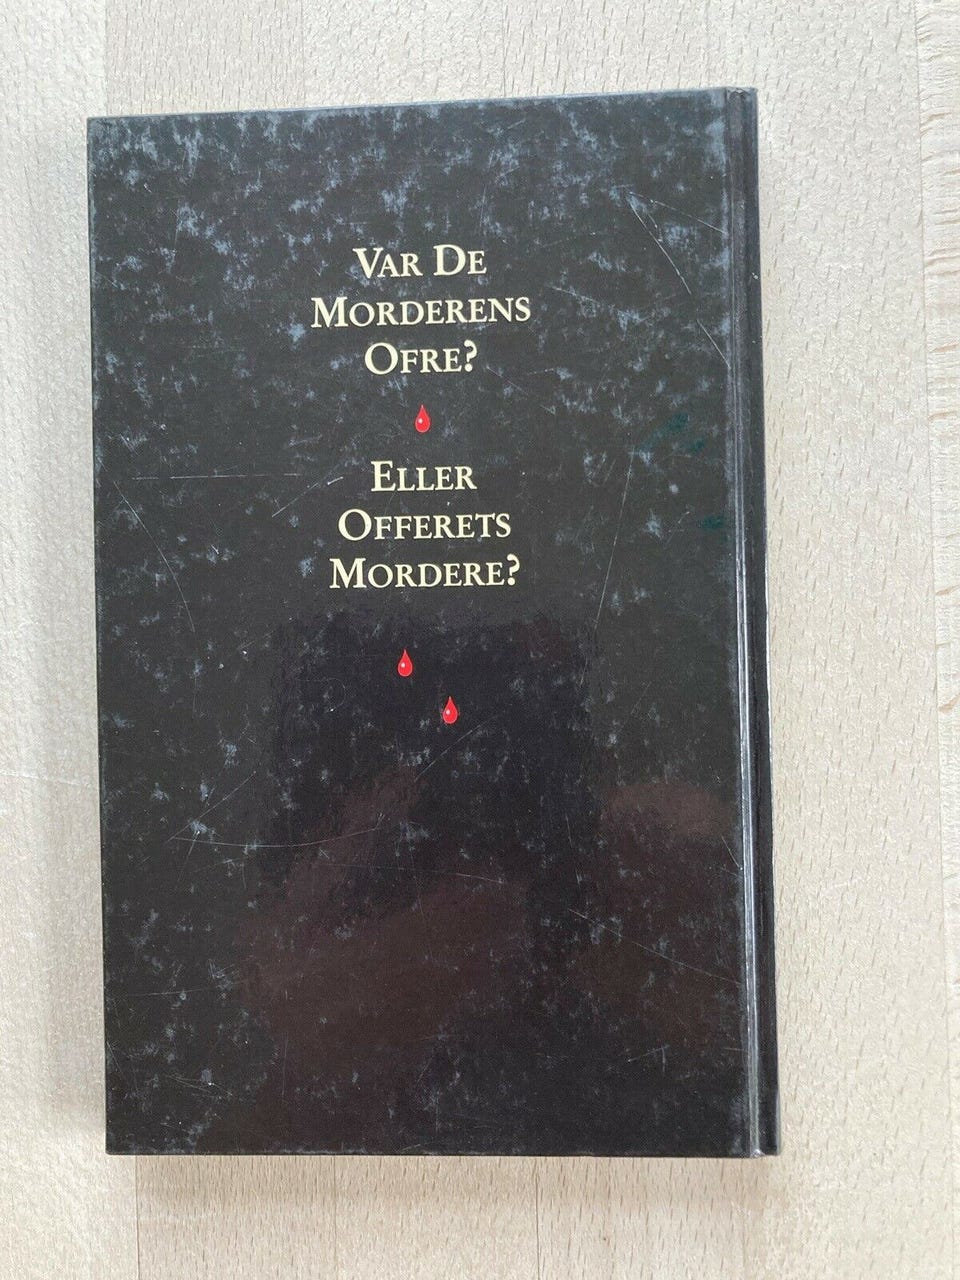 VAR DE
MORDERENS
OFRE?
ELLER
OFFERETS
MORDERE?